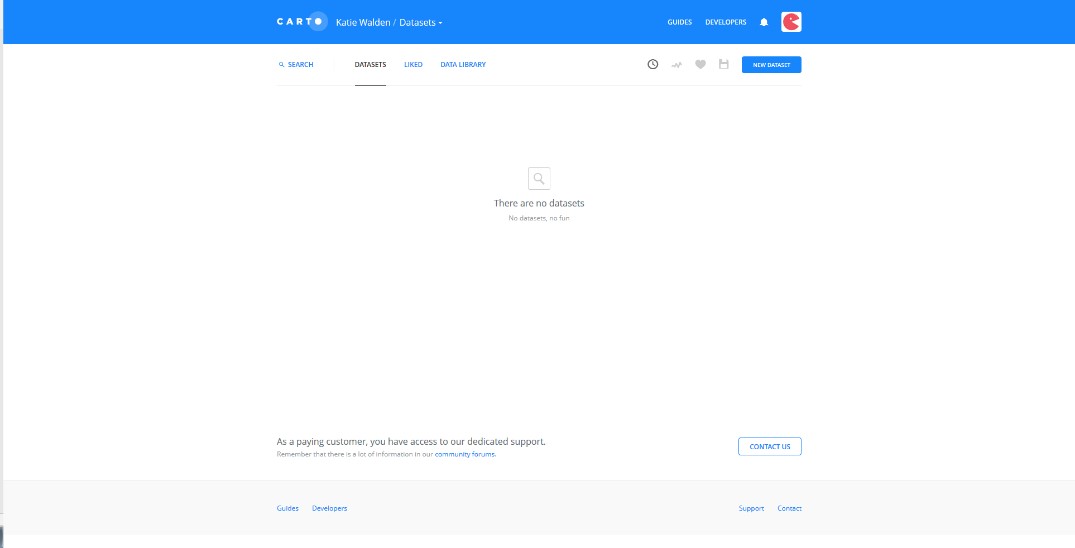 CARTO Katie Walden / Datasets GUIDES DEVELOPERS
SEARCH DATASETS LIKED DATA LIBRARY NEW DATASET
There are no datasets
No datasets, no fun
As a paying customer, you have access to our dedicated support.
Remember that there is a lot of information in our community forums.
CONTACT US
Guides Developers Support Contact